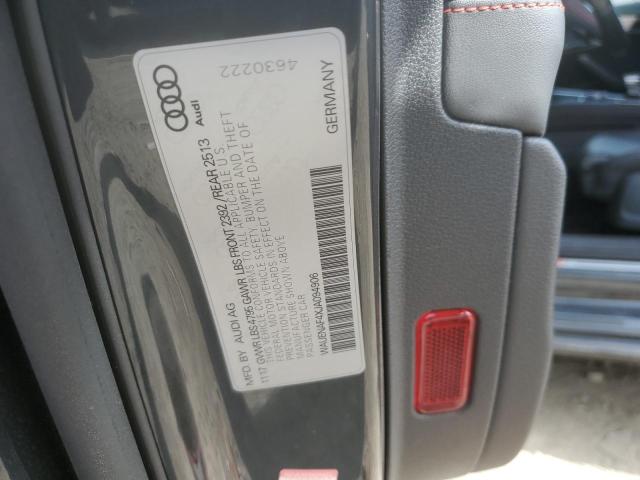 4630222
Audi
MFD. BY AUDI AG
11 17 GVWR LBS 4795 GAWR LBS FRONT 2392 / REAR 2513
THIS VEHICLE CONFORMS TO ALL APPLICABLE U.S.
FEDERAL MOTOR VEHICLE SAFETY, BUMPER AND THEFT
PREVENTION STANDARDS IN EFFECT ON THE DATE OF
MANUFACTURE SHOWN ABOVE
PASSENGER CAR
WAUENAF4XJA094906
GERMANY